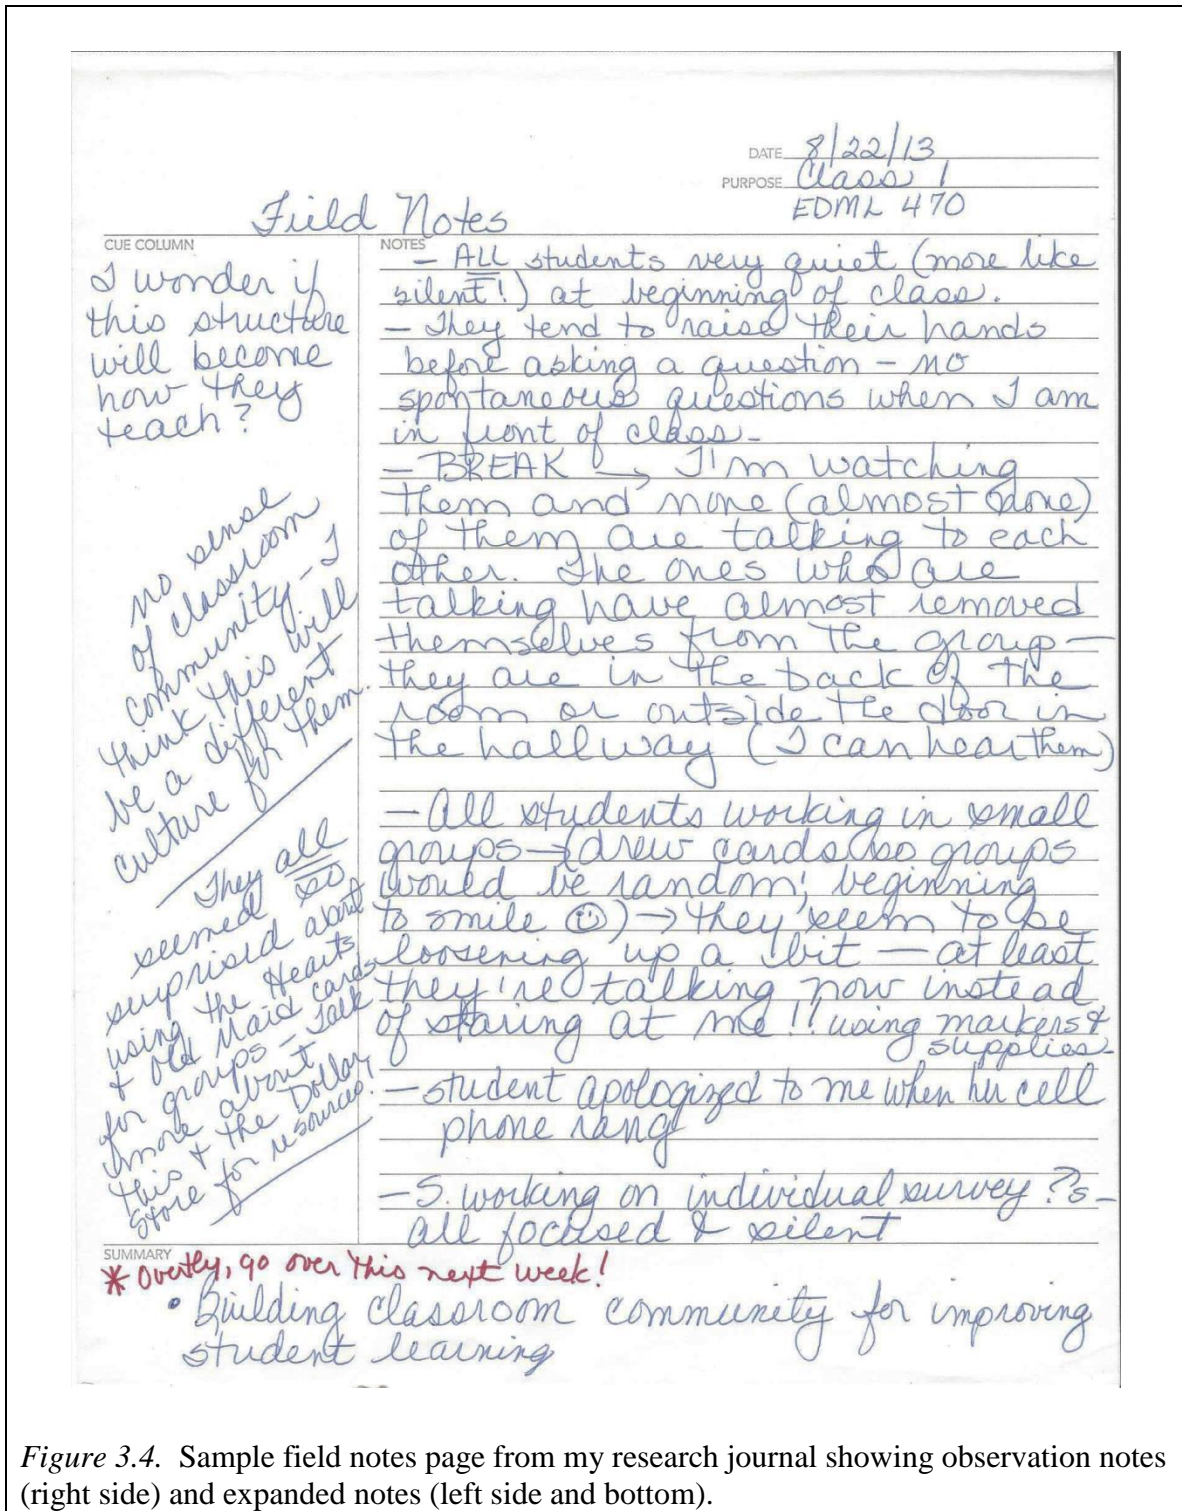 DATE 8/22/13
PURPOSE Class 1
EDML 470
Field Notes
CUE COLUMN
I wonder if
this structure
will become
how they
teach?
no sense
of classroom
community - I
think this will
be a different
culture for them.
They all
seemed so
surprised about
using the Hearts
& Old Maid cards
for groups - Talk
more about
this & the Dollar
Store for resources!
NOTES
- ALL students very quiet (more like
silent!) at beginning of class.
- They tend to raise their hands
before asking a question - no
spontaneous questions when I am
in front of class -
- BREAK → I'm watching
them and none (almost none)
of them are talking to each
other. The ones who are
talking have almost removed
themselves from the group -
they are in the back of the
room or outside the door in
the hallway (I can hear them)
- All students working in small
groups → (drew cards so groups
would be random; beginning
to smile ☺) → they seem to be
loosening up a bit - at least
they're talking now instead
of staring at me!! using markers &
supplies -
- student apologized to me when her cell
phone rang
- S. working on individual survey ?s -
all focused & silent
SUMMARY
* Overtly, go over this next week!
• Building classroom community for improving
student learning
Figure 3.4. Sample field notes page from my research journal showing observation notes
(right side) and expanded notes (left side and bottom).